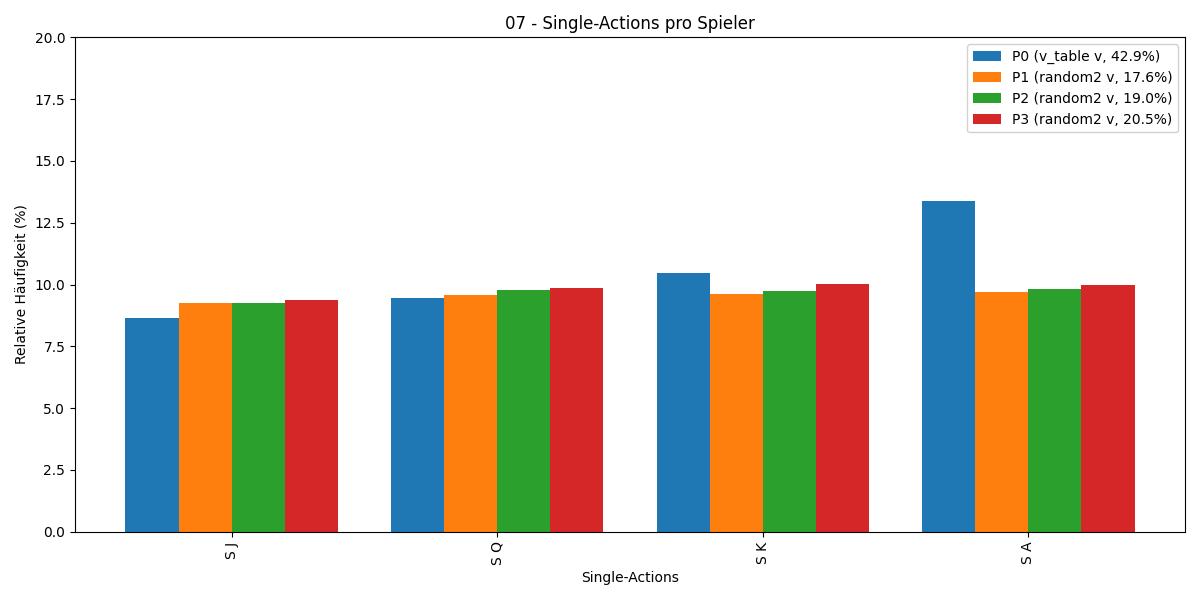 07 - Single-Actions pro Spieler
Relative Häufigkeit (%)
20.0
17.5
15.0
12.5
10.0
7.5
5.0
2.5
0.0
P0 (v_table v, 42.9%)
P1 (random2 v, 17.6%)
P2 (random2 v, 19.0%)
P3 (random2 v, 20.5%)
S J
S Q
S K
S A
Single-Actions